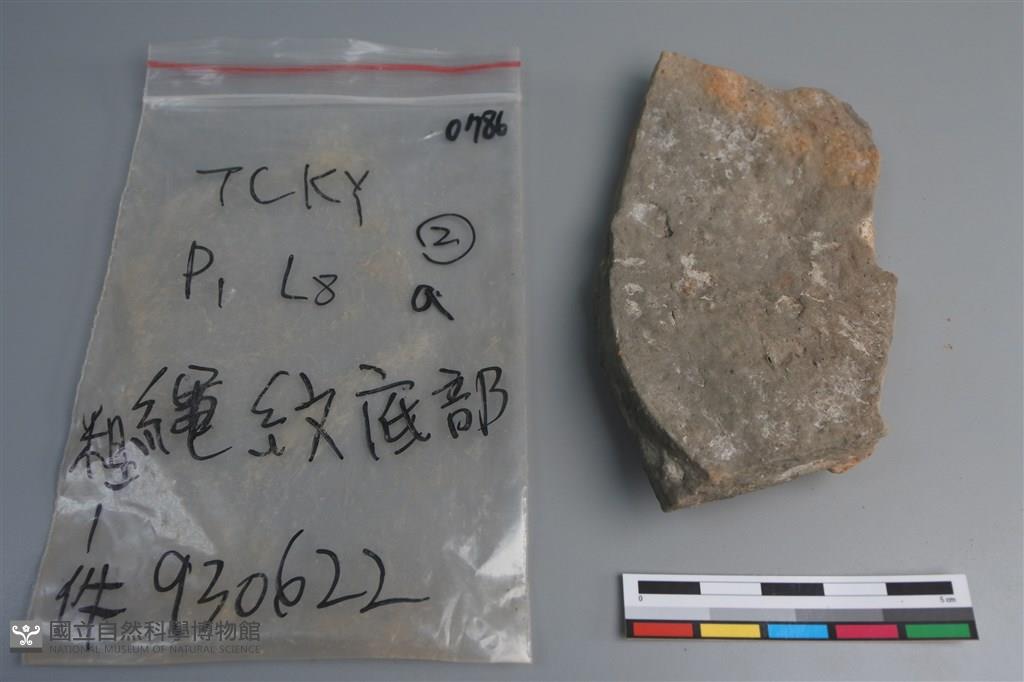 0786
TCKY
②
P1 L8
a
粗繩紋底部
1件
930622
0 5 cm
國立自然科學博物館
NATIONAL MUSEUM OF NATURAL SCIENCE